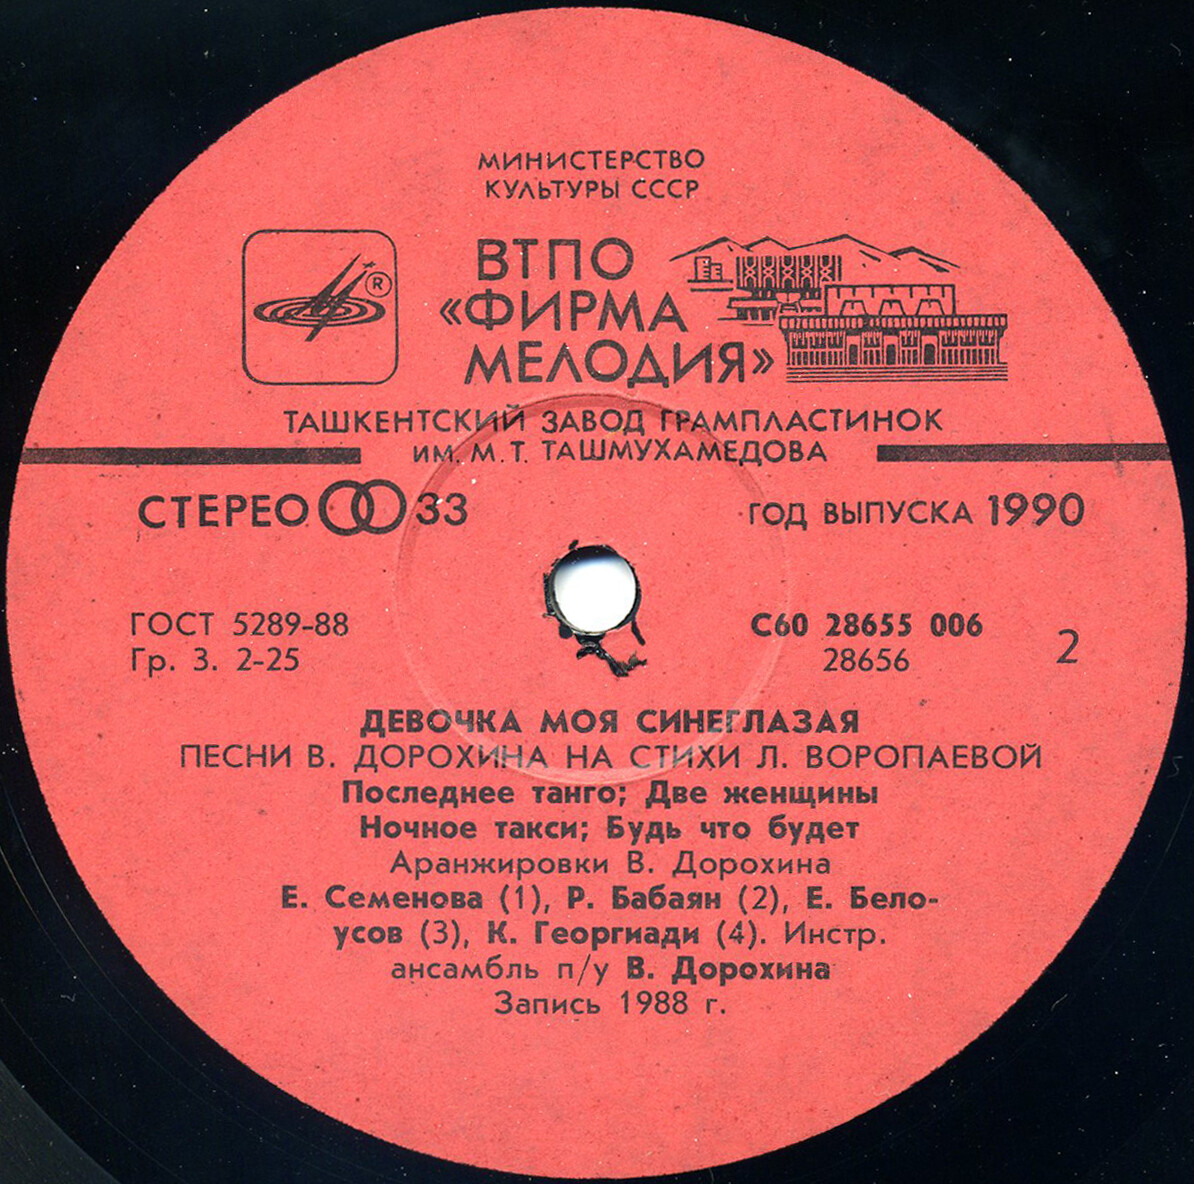 МИНИСТЕРСТВО
КУЛЬТУРЫ СССР
ВТПО
«ФИРМА
МЕЛОДИЯ»
®
ТАШКЕНТСКИЙ ЗАВОД ГРАМПЛАСТИНОК
ИМ. М. Т. ТАШМУХАМЕДОВА
СТЕРЕО 33
ГОД ВЫПУСКА 1990
ГОСТ 5289-88
Гр. 3. 2-25
С60 28655 006
28656
2
ДЕВОЧКА МОЯ СИНЕГЛАЗАЯ
ПЕСНИ В. ДОРОХИНА НА СТИХИ Л. ВОРОПАЕВОЙ
Последнее танго; Две женщины
Ночное такси; Будь что будет
Аранжировки В. Дорохина
Е. Семенова (1), Р. Бабаян (2), Е. Бело-
усов (3), К. Георгиади (4). Инстр.
ансамбль п/у В. Дорохина
Запись 1988 г.